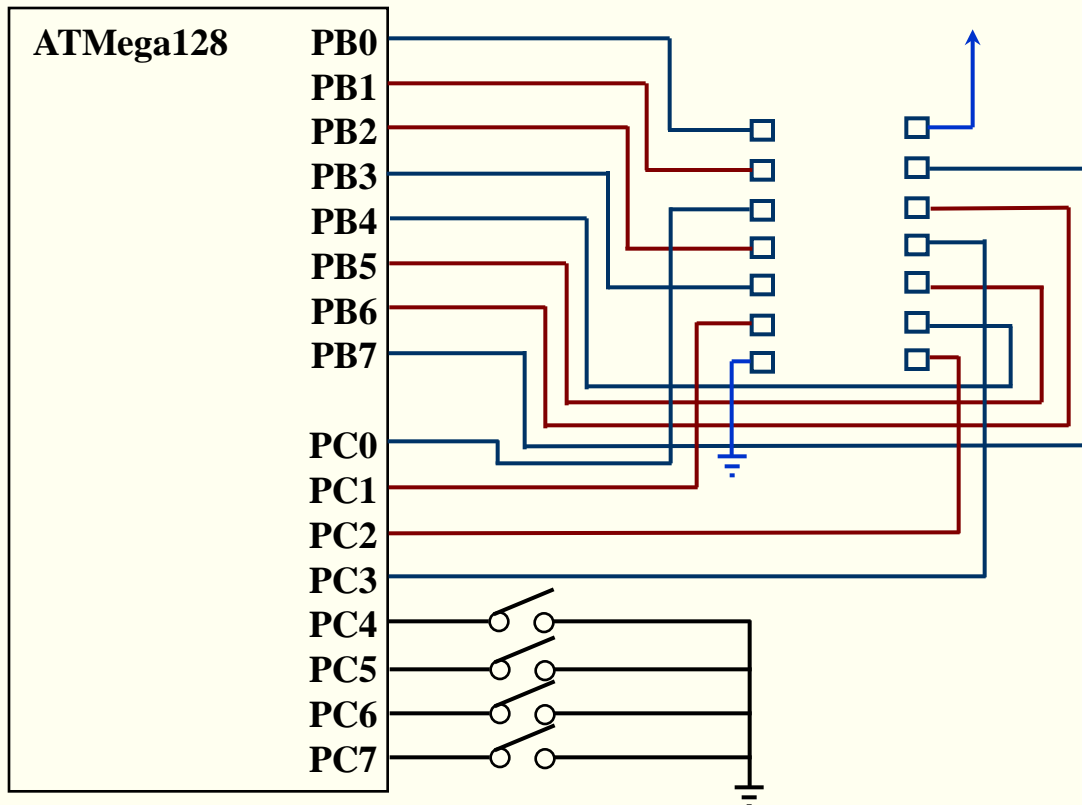 ATMega128 PB0
PB1
PB2
PB3
PB4
PB5
PB6
PB7
PC0
PC1
PC2
PC3
PC4
PC5
PC6
PC7